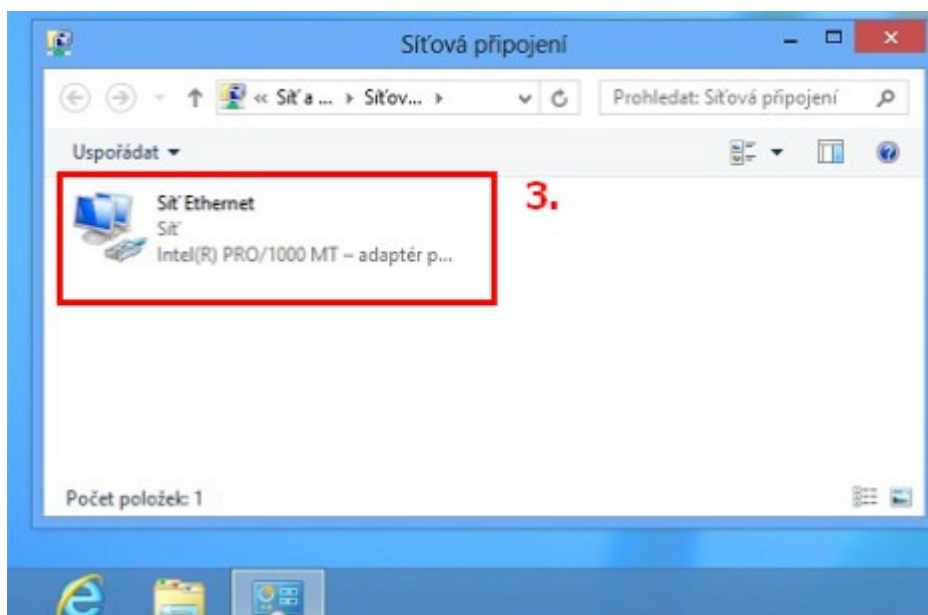 Síťová připojení
« Síť a ... Síťov...
Prohledat: Síťová připojení
Uspořádat
Síť Ethernet
Síť
Intel(R) PRO/1000 MT – adaptér p...
3.
Počet položek: 1